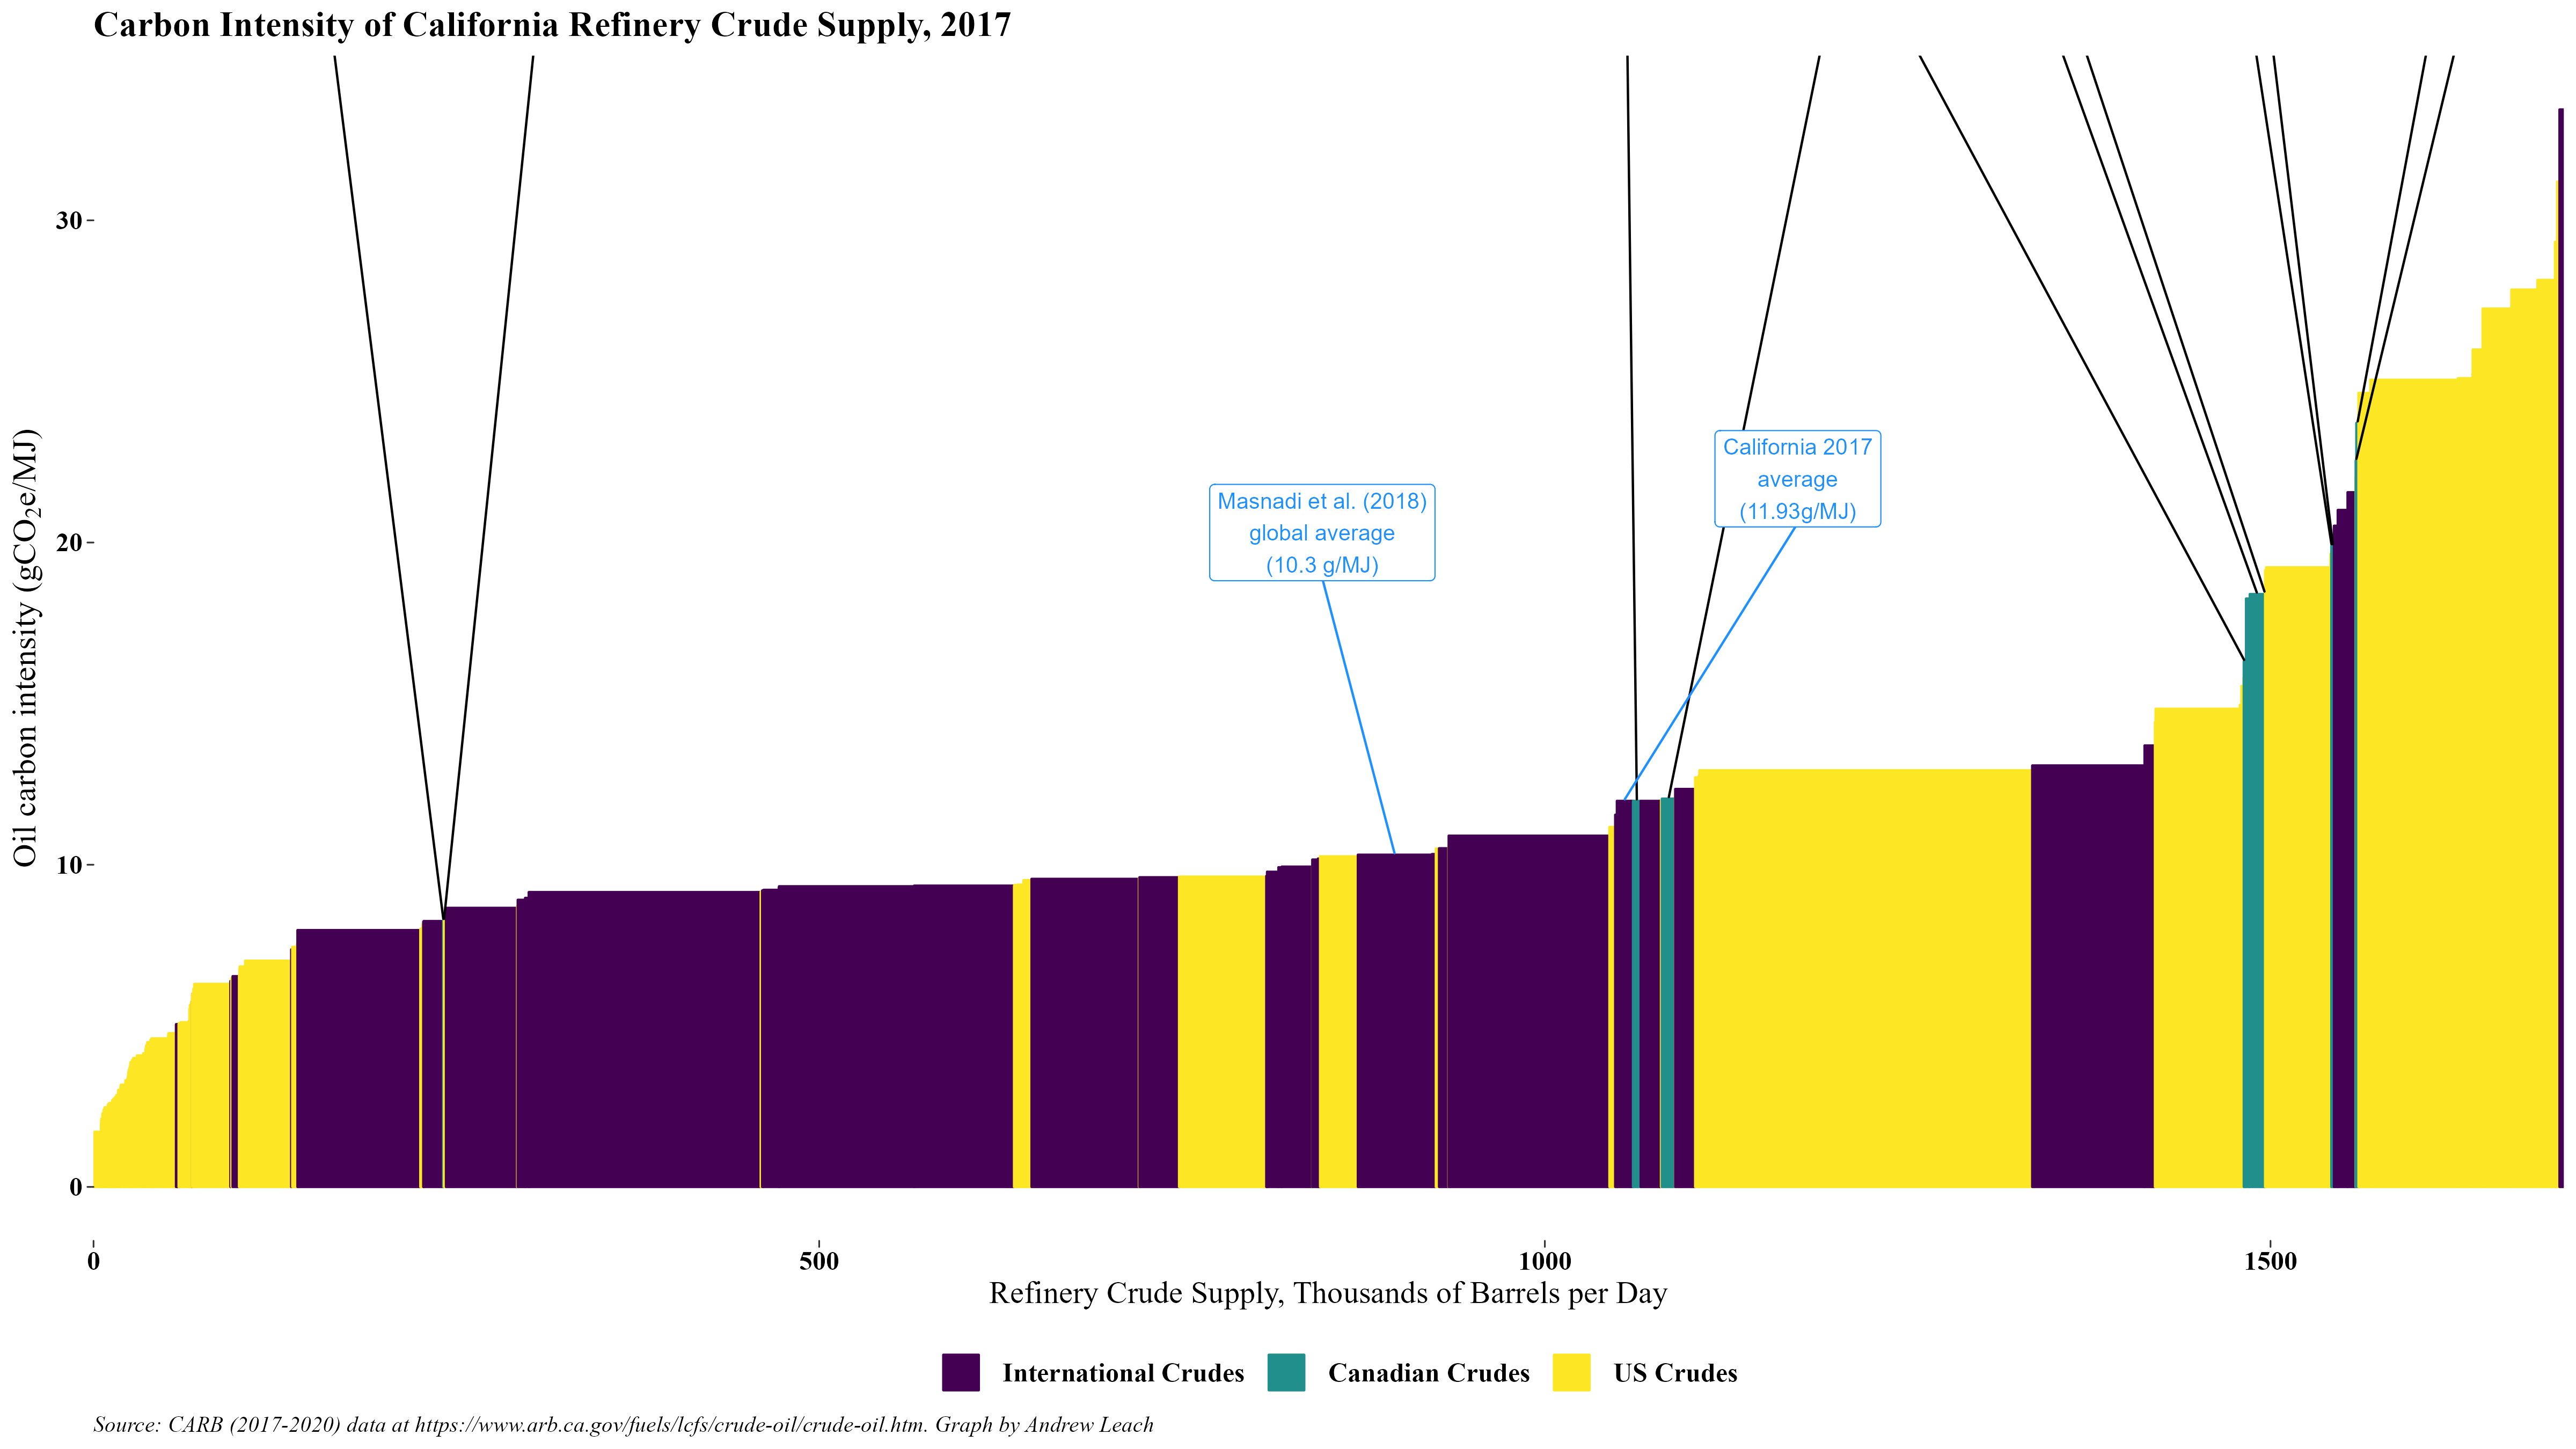 Carbon Intensity of California Refinery Crude Supply, 2017
Oil carbon intensity (gCO₂e/MJ)
30
20
10
0
California 2017
average
(11.93g/MJ)
Masnadi et al. (2018)
global average
(10.3 g/MJ)
0
500
1000
1500
Refinery Crude Supply, Thousands of Barrels per Day
International Crudes
Canadian Crudes
US Crudes
Source: CARB (2017-2020) data at https://www.arb.ca.gov/fuels/lcfs/crude-oil/crude-oil.htm. Graph by Andrew Leach